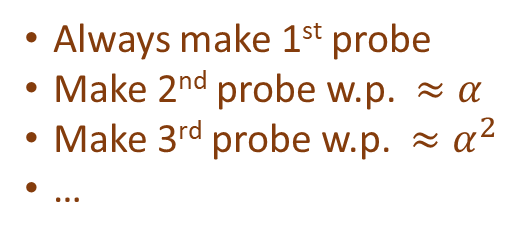 • Always make 1st probe
• Make 2nd probe w.p. ≈ α
• Make 3rd probe w.p. ≈ α²
• ...